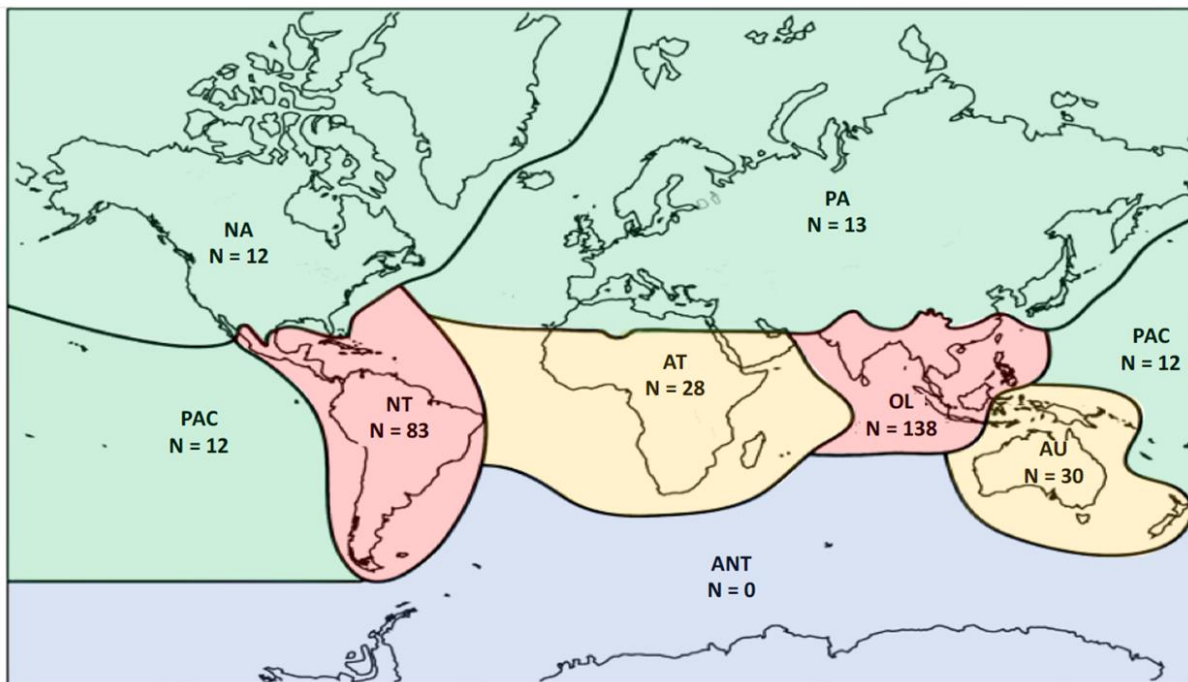 NA
N = 12
PA
N = 13
PAC
N = 12
AT
N = 28
NT
N = 83
OL
N = 138
PAC
N = 12
AU
N = 30
ANT
N = 0